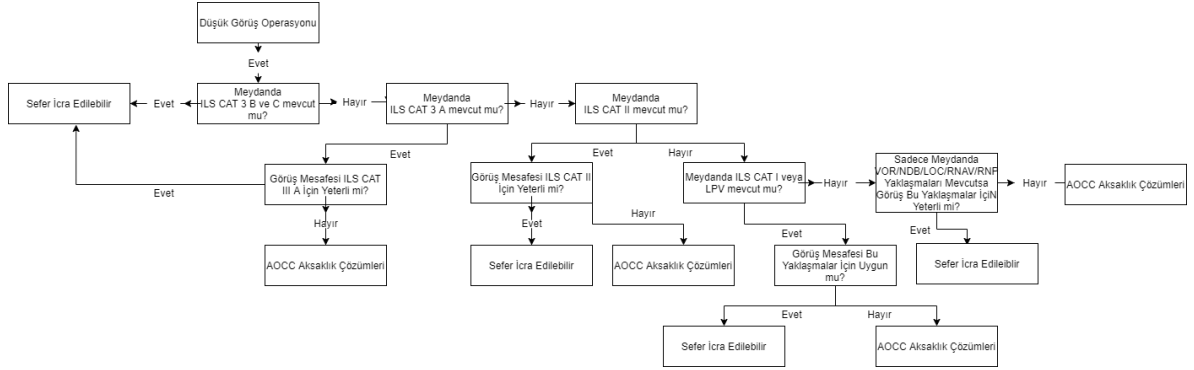 Düşük Görüş Operasyonu
Evet
Sefer İcra Edilebilir
Evet
Meydanda
ILS CAT 3 B ve C mevcut
mu?
Hayır
Meydanda
ILS CAT 3 A mevcut mu?
Hayır
Meydanda
ILS CAT II mevcut mu?
Evet
Evet
Hayır
Evet
Görüş Mesafesi ILS CAT
III A İçin Yeterli mi?
Görüş Mesafesi ILS CAT II
İçin Yeterli mi?
Meydanda ILS CAT I veya
LPV mevcut mu?
Hayır
Sadece Meydanda
VOR/NDB/LOC/RNAV/RNP
Yaklaşmaları Mevcutsa
Görüş Bu Yaklaşmalar İçiN
Yeterli mi?
Hayır
AOCC Aksaklık Çözümleri
Hayır
Evet
Hayır
Evet
Evet
AOCC Aksaklık Çözümleri
Sefer İcra Edilebilir
AOCC Aksaklık Çözümleri
Görüş Mesafesi Bu
Yaklaşmalar İçin Uygun
mu?
Sefer İcra Edileiblir
Evet
Hayır
Sefer İcra Edilebilir
AOCC Aksaklık Çözümleri